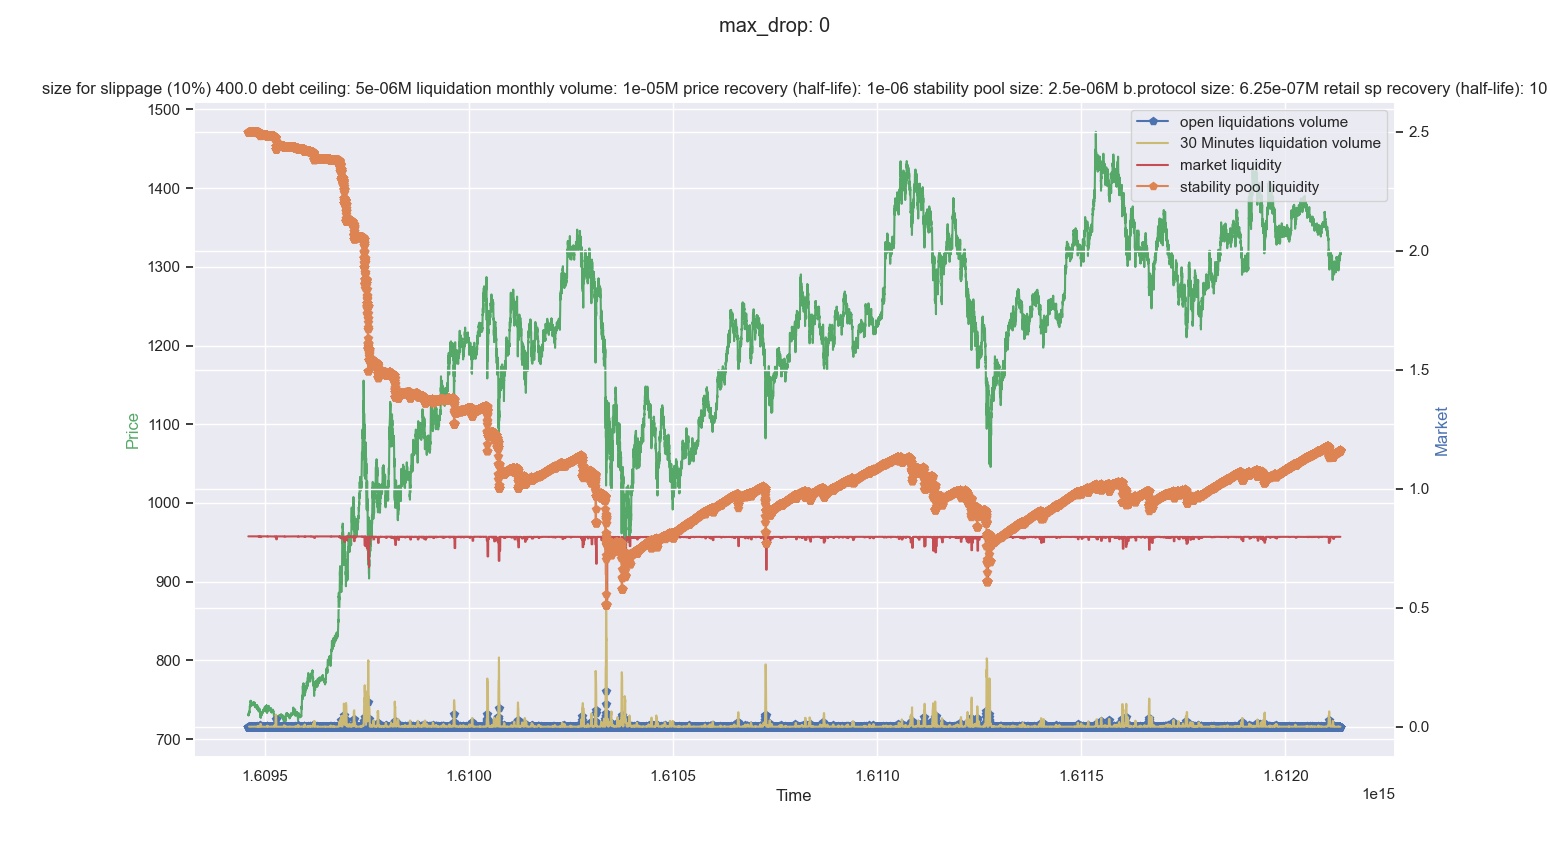 max_drop: 0
size for slippage (10%) 400.0 debt ceiling: 5e-06M liquidation monthly volume: 1e-05M price recovery (half-life): 1e-06 stability pool size: 2.5e-06M b.protocol size: 6.25e-07M retail sp recovery (half-life): 10
open liquidations volume
30 Minutes liquidation volume
market liquidity
stability pool liquidity
1500
1400
1300
1200
1100
1000
900
800
700
Price
2.5
2.0
1.5
1.0
0.5
0.0
Market
1.6095 1.6100 1.6105 1.6110 1.6115 1.6120
Time
1e15